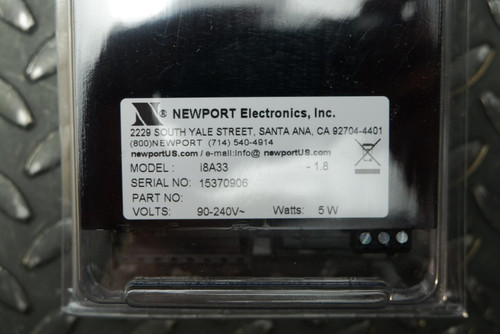 N® NEWPORT Electronics, Inc.
2229 SOUTH YALE STREET, SANTA ANA, CA 92704-4401
(800)NEWPORT (714) 540-4914
newportUS.com / e-mail:info@ newportUS.com
MODEL : i8A33 - 1.8
SERIAL NO: 15370906
PART NO:
VOLTS: 90-240V~ Watts: 5 W